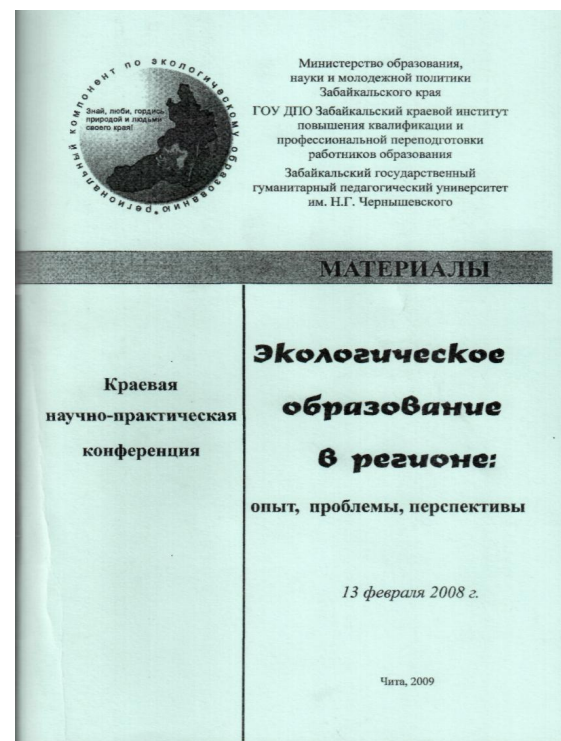 региональный компонент по экологическому образованию
Знай, люби, гордись
природой и людьми
своего края!
Министерство образования,
науки и молодежной политики
Забайкальского края
ГОУ ДПО Забайкальский краевой институт
повышения квалификации и
профессиональной переподготовки
работников образования
Забайкальский государственный
гуманитарный педагогический университет
им. Н.Г. Чернышевского
МАТЕРИАЛЫ
Краевая
научно-практическая
конференция
Экологическое
образование
в регионе:
опыт, проблемы, перспективы
13 февраля 2008 г.
Чита, 2009